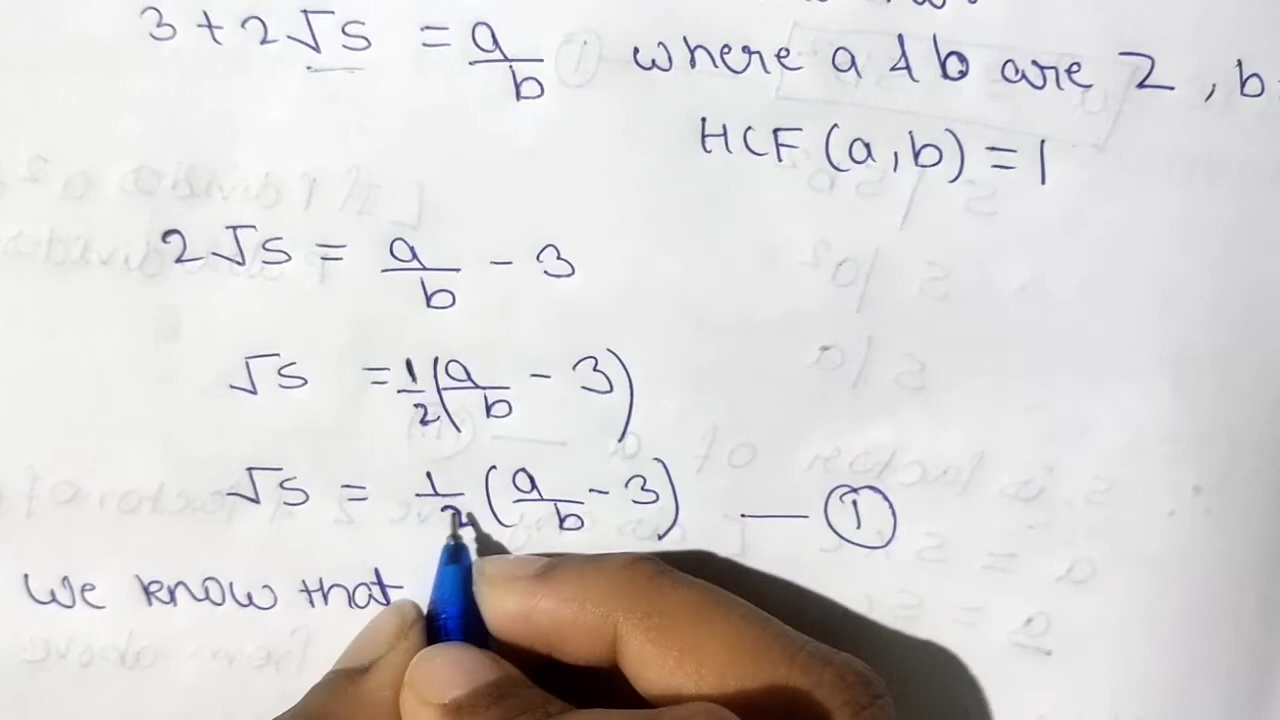 3 + 2√5 = a/b where a & b are Z, b
HCF (a, b) = 1
2√5 = a/b - 3
√5 = 1/2 (a/b - 3)
√5 = 1/2 (a/b - 3) — ①
We know that